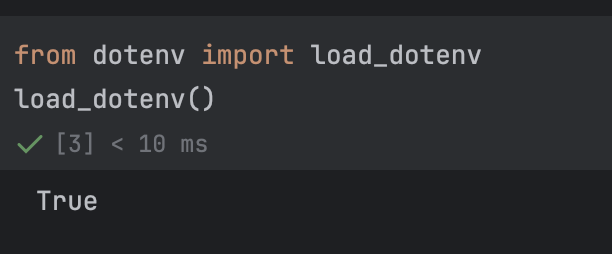 from dotenv import load_dotenv
load_dotenv()
[3] < 10 ms
True